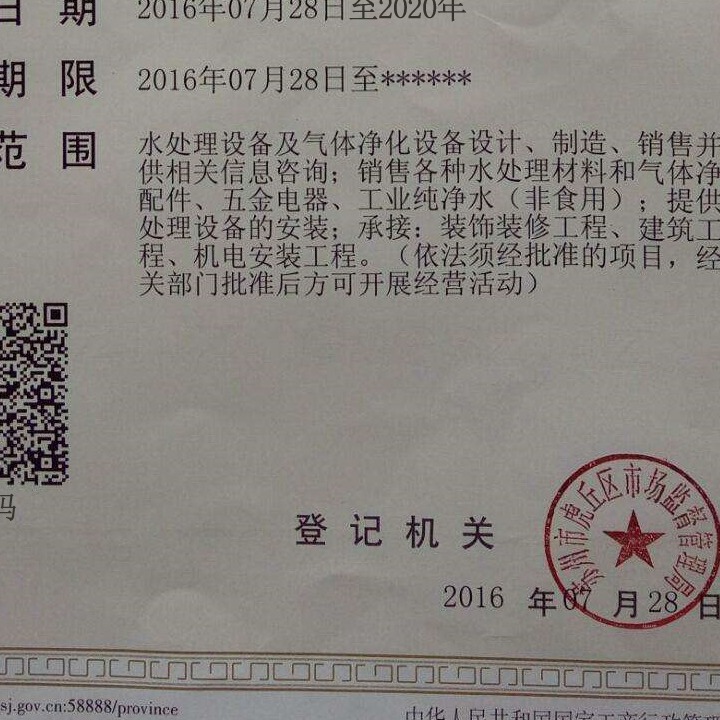 日 期 2016年07月28日至2020年
期 限 2016年07月28日至******
范 围 水处理设备及气体净化设备设计、制造、销售并
供相关信息咨询；销售各种水处理材料和气体净
配件、五金电器、工业纯净水（非食用）；提供
处理设备的安装；承接：装饰装修工程、建筑工
程、机电安装工程。（依法须经批准的项目，经
关部门批准后方可开展经营活动）
码
登 记 机 关
苏州市虎丘区市场监督管理局
2016 年 07 月 28 日
sj.gov.cn:58888/province
中华人民共和国国家工商行政管理